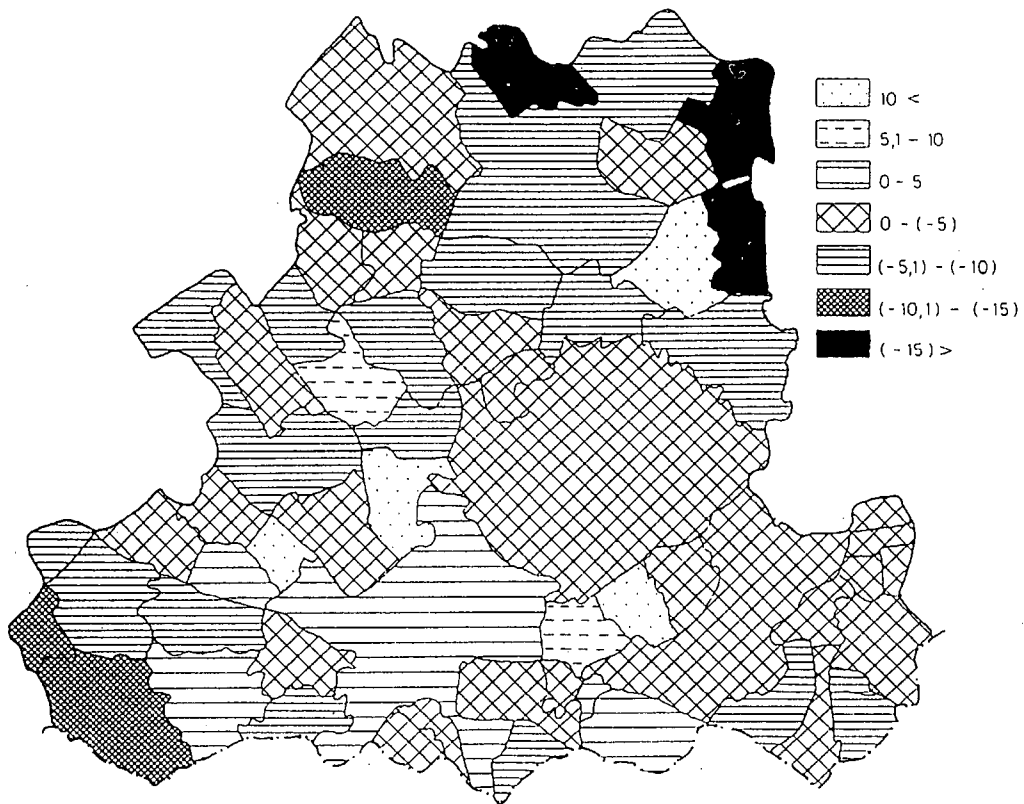 10 <
5,1 - 10
0 - 5
0 - (-5)
(-5,1) - (-10)
(-10,1) - (-15)
(-15) >